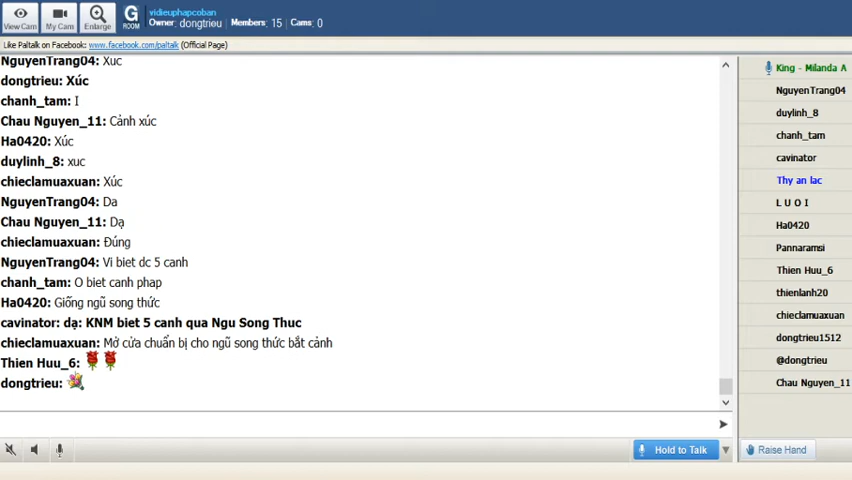 vidieuphapcoban
Owner: dongtrieu Members: 15 Cams: 0
View Cam
My Cam
Enlarge
G
ROOM
Like Paltalk on Facebook: www.facebook.com/paltalk (Official Page)
NguyenTrang04: Xuc
dongtrieu: Xúc
chanh_tam: I
Chau Nguyen_11: Cảnh xúc
Ha0420: Xúc
duylinh_8: xuc
chieclamuaxuan: Xúc
NguyenTrang04: Da
Chau Nguyen_11: Dạ
chieclamuaxuan: Đúng
NguyenTrang04: Vi biet dc 5 canh
chanh_tam: O biet canh phap
Ha0420: Giống ngũ song thức
cavinator: dạ: KNM biet 5 canh qua Ngu Song Thuc
chieclamuaxuan: Mở cửa chuẩn bị cho ngũ song thức bắt cảnh
Thien Huu_6:
dongtrieu:
Hold to Talk
King - Milanda A
NguyenTrang04
duylinh_8
chanh_tam
cavinator
Thy an lac
L U O I
Ha0420
Pannaramsi
Thien Huu_6
thienlanh20
chieclamuaxuan
dongtrieu1512
@dongtrieu
Chau Nguyen_11
Raise Hand